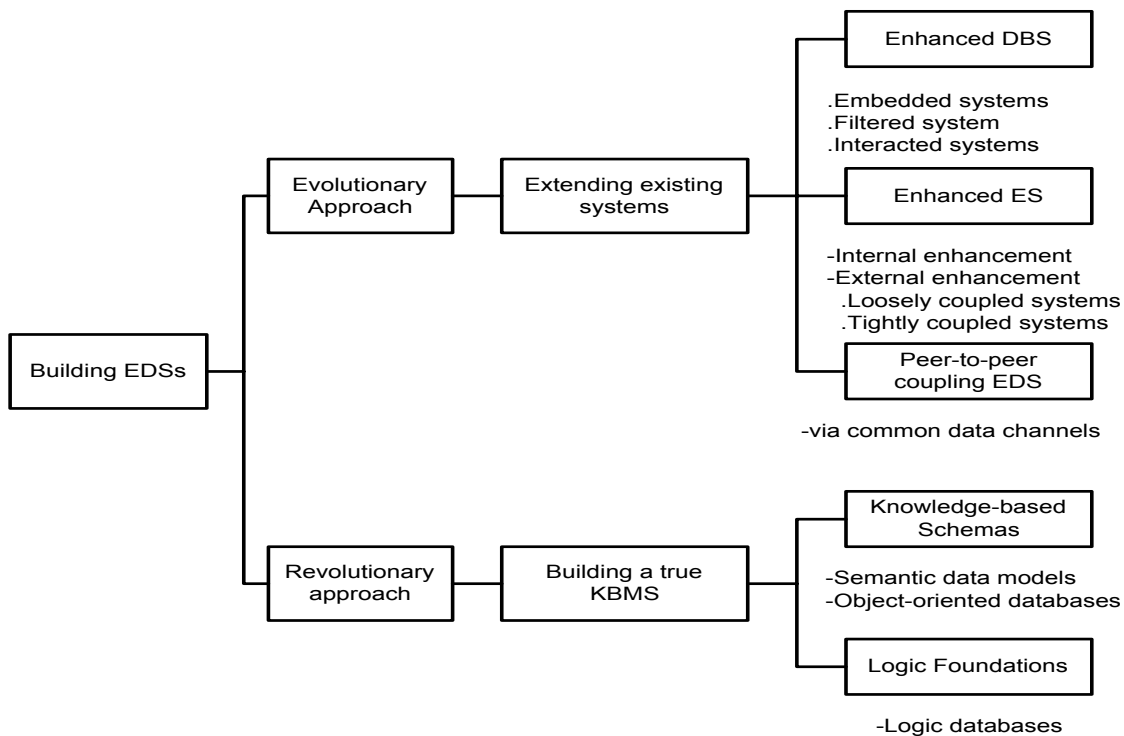 Enhanced DBS
.Embedded systems
.Filtered system
.Interacted systems
Evolutionary
Approach
Extending existing
systems
Enhanced ES
-Internal enhancement
-External enhancement
.Loosely coupled systems
.Tightly coupled systems
Building EDSs
Peer-to-peer
coupling EDS
-via common data channels
Knowledge-based
Schemas
Revolutionary
approach
Building a true
KBMS
-Semantic data models
-Object-oriented databases
Logic Foundations
-Logic databases